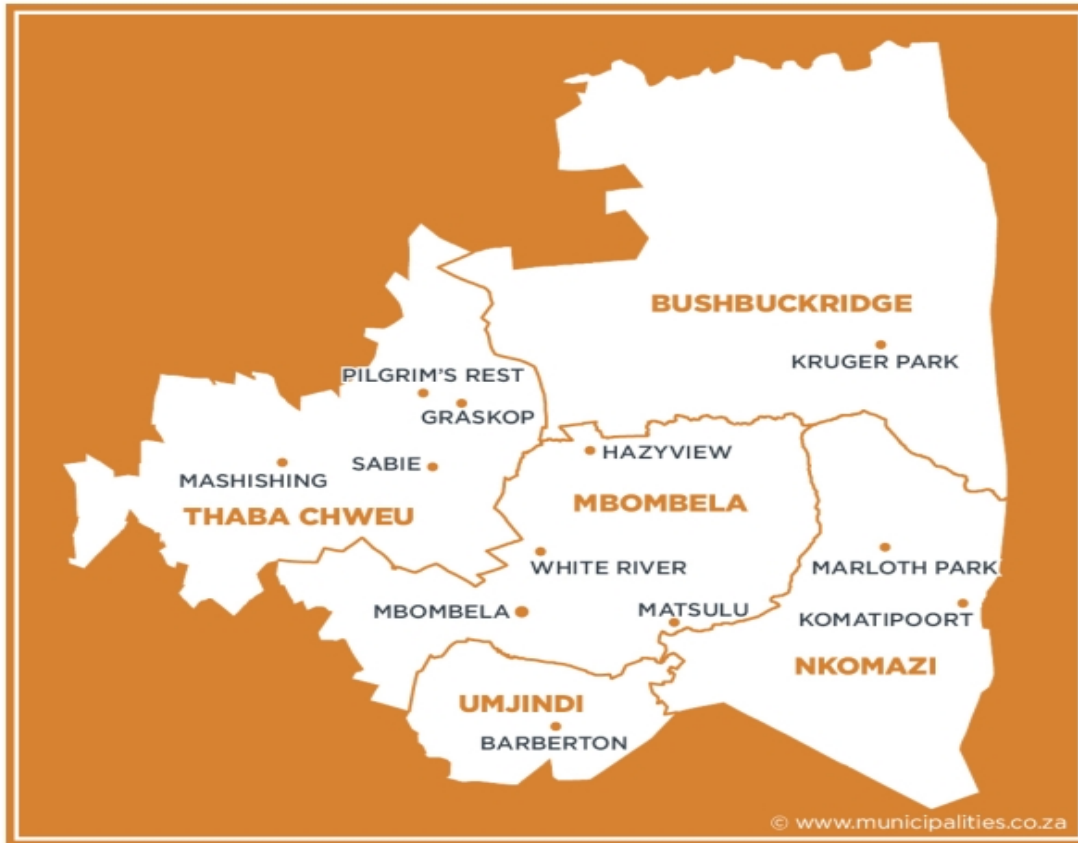 BUSHBUCKRIDGE
KRUGER PARK
PILGRIM'S REST
GRASKOP
HAZYVIEW
SABIE
MASHISHING
MBOMBELA
THABA CHWEU
WHITE RIVER
MARLOTH PARK
MBOMBELA
MATSULU
KOMATIPOORT
NKOMAZI
UMJINDI
BARBERTON
© www.municipalities.co.za